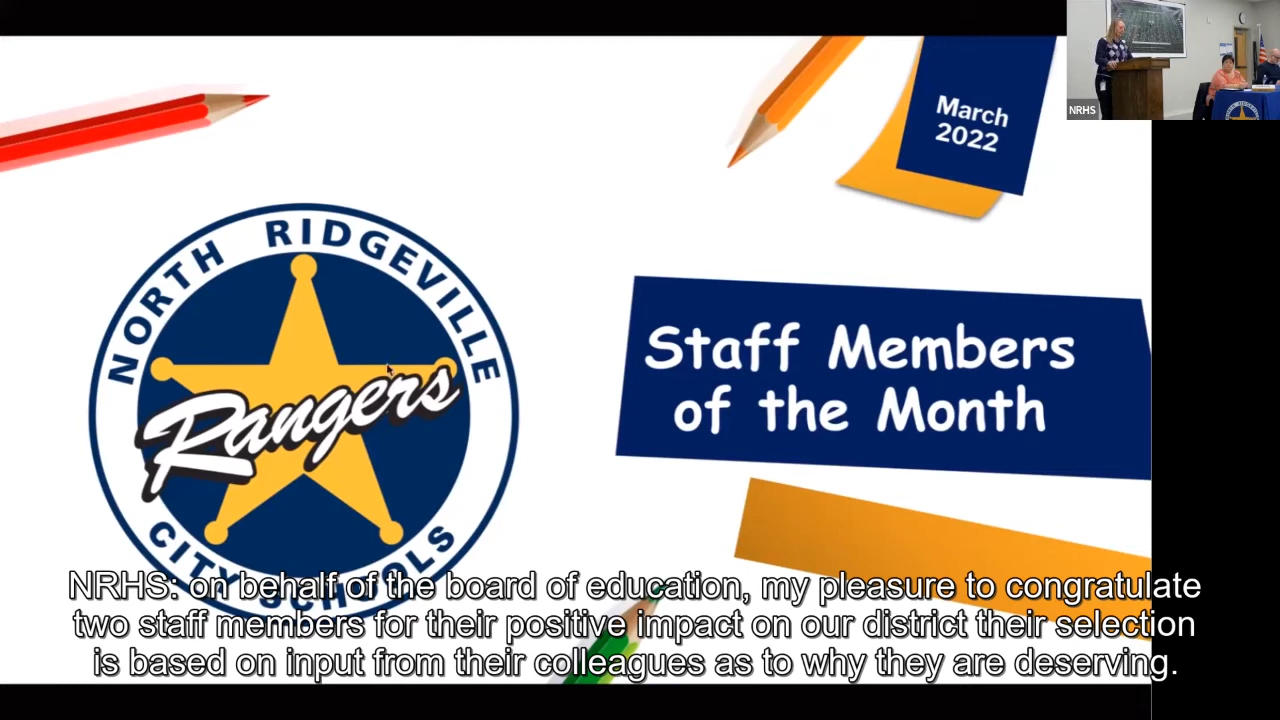 March
2022
NRHS
NORTH RIDGEVILLE
Rangers
CITY SCHOOLS
Staff Members
of the Month
NRHS: on behalf of the board of education, my pleasure to congratulate
two staff members for their positive impact on our district their selection
is based on input from their colleagues as to why they are deserving.